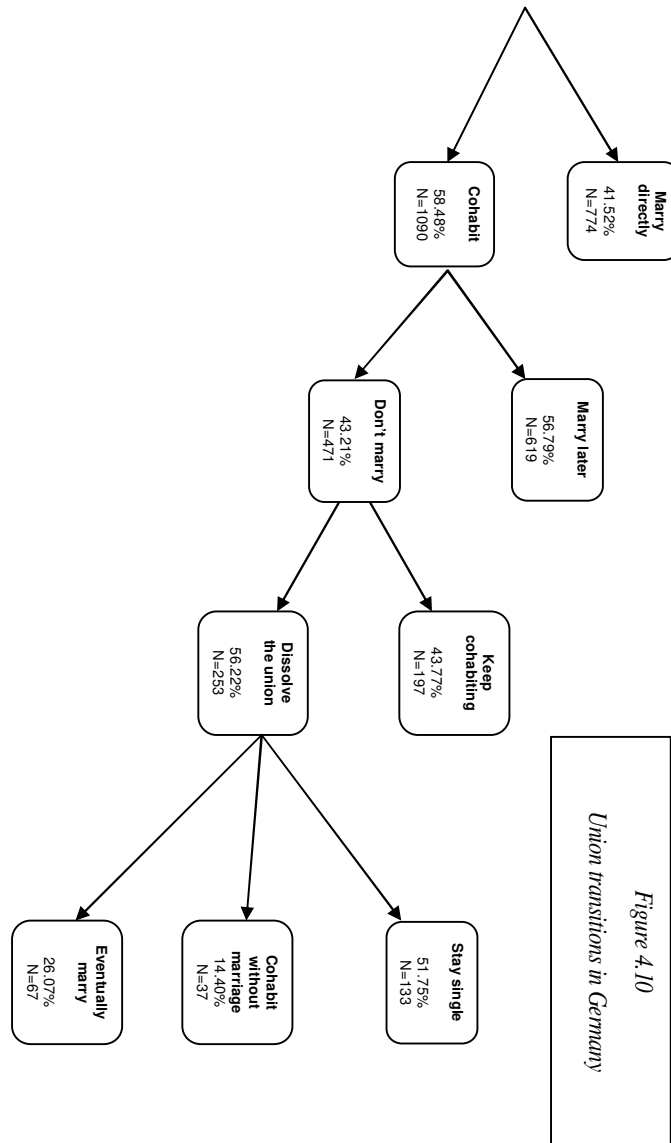 Figure 4.10
Union transitions in Germany
Marry
directly
41.52%
N=774
Cohabit
58.48%
N=1090
Marry later
56.79%
N=619
Don't marry
43.21%
N=471
Keep
cohabiting
43.77%
N=197
Dissolve
the union
56.22%
N=253
Stay single
51.75%
N=133
Cohabit
without
marriage
14.40%
N=37
Eventually
marry
26.07%
N=67